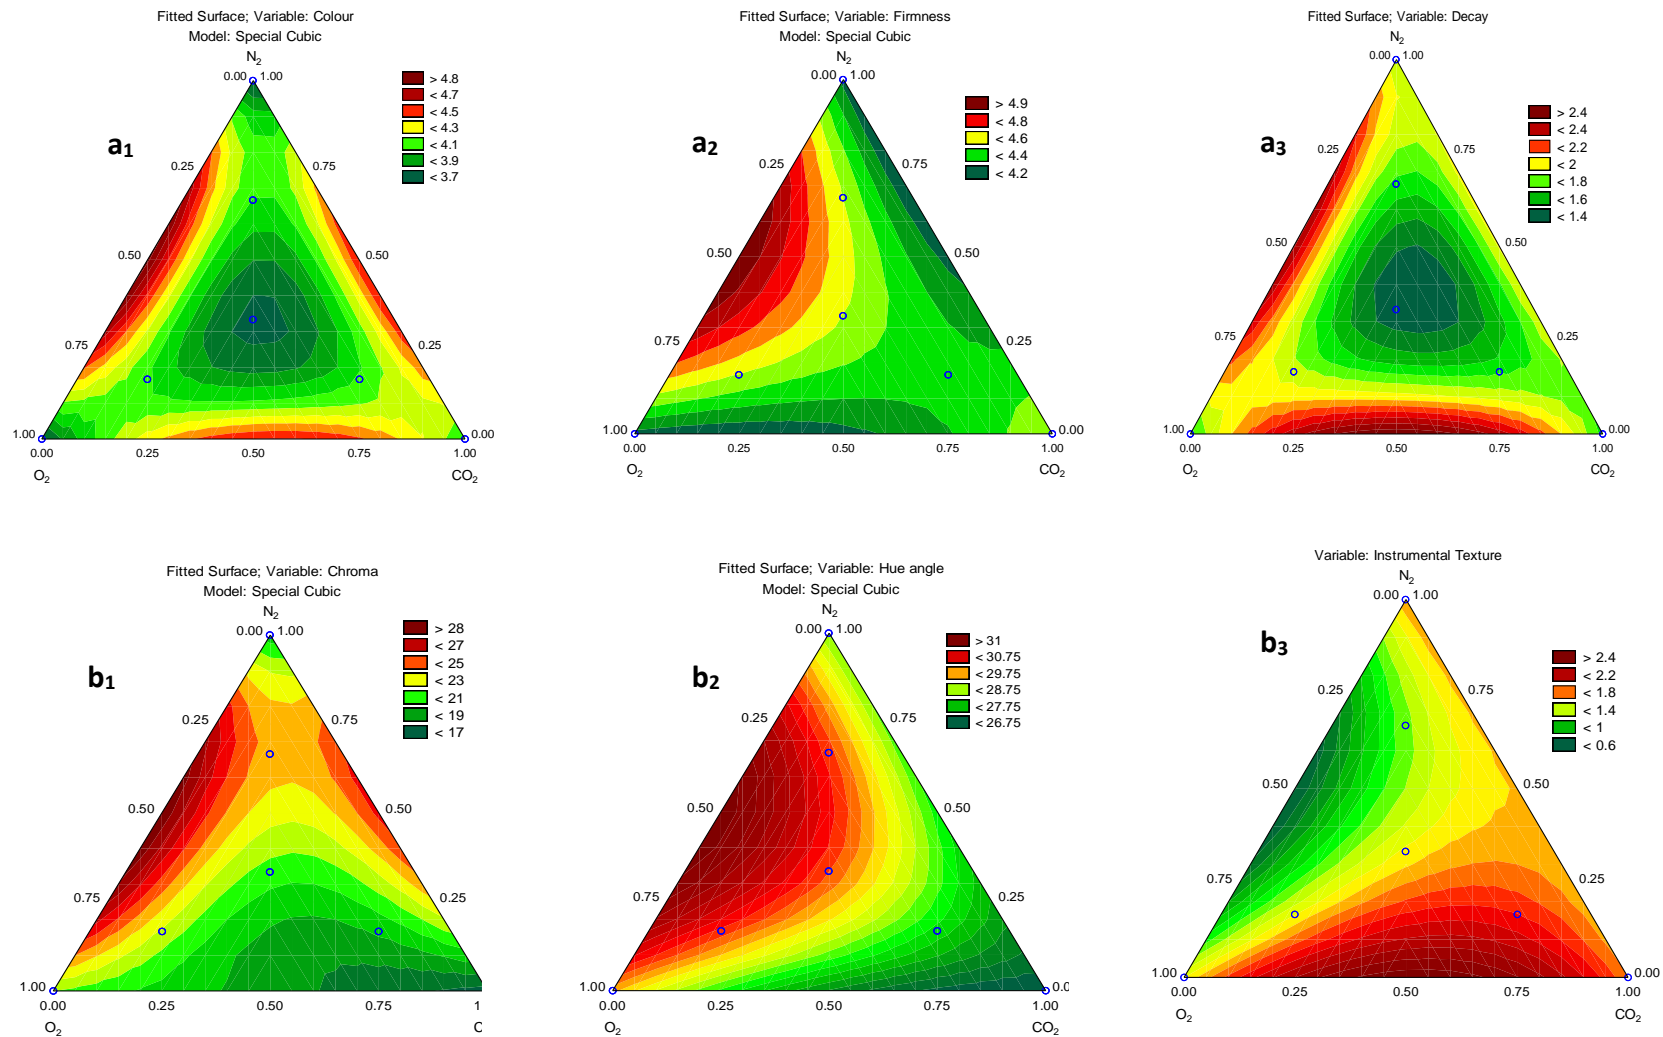 Fitted Surface; Variable: Colour
Model: Special Cubic
N2
0.00 1.00
> 4.8
< 4.7
< 4.5
< 4.3
< 4.1
< 3.9
< 3.7
a1
0.25
0.75
0.50
0.50
0.75
0.25
1.00
0.00
0.00 0.25 0.50 0.75 1.00
O2
CO2
Fitted Surface; Variable: Firmness
Model: Special Cubic
N2
0.00 1.00
> 4.9
< 4.8
< 4.6
< 4.4
< 4.2
a2
0.25
0.75
0.50
0.50
0.75
0.25
1.00
0.00
0.00 0.25 0.50 0.75 1.00
O2
CO2
Fitted Surface; Variable: Decay
N2
0.00 1.00
> 2.4
< 2.4
< 2.2
< 2
< 1.8
< 1.6
< 1.4
a3
0.25
0.75
0.50
0.50
0.75
0.25
1.00
0.00
0.00 0.25 0.50 0.75 1.00
O2
CO2
Fitted Surface; Variable: Chroma
Model: Special Cubic
N2
0.00 1.00
> 28
< 27
< 25
< 23
< 21
< 19
< 17
b1
0.25
0.75
0.50
0.50
0.75
0.25
1.00
0.00 0.25 0.50 0.75 1
O2
C
Fitted Surface; Variable: Hue angle
Model: Special Cubic
N2
0.00 1.00
> 31
< 30.75
< 29.75
< 28.75
< 27.75
< 26.75
b2
0.25
0.75
0.50
0.50
0.75
0.25
1.00
0.0
0.00 0.25 0.50 0.75 1.00
O2
CO2
Variable: Instrumental Texture
N2
0.00 1.00
> 2.4
< 2.2
< 1.8
< 1.4
< 1
< 0.6
b3
0.25
0.75
0.50
0.50
0.75
0.25
1.00
0.00
0.00 0.25 0.50 0.75 1.00
O2
CO2